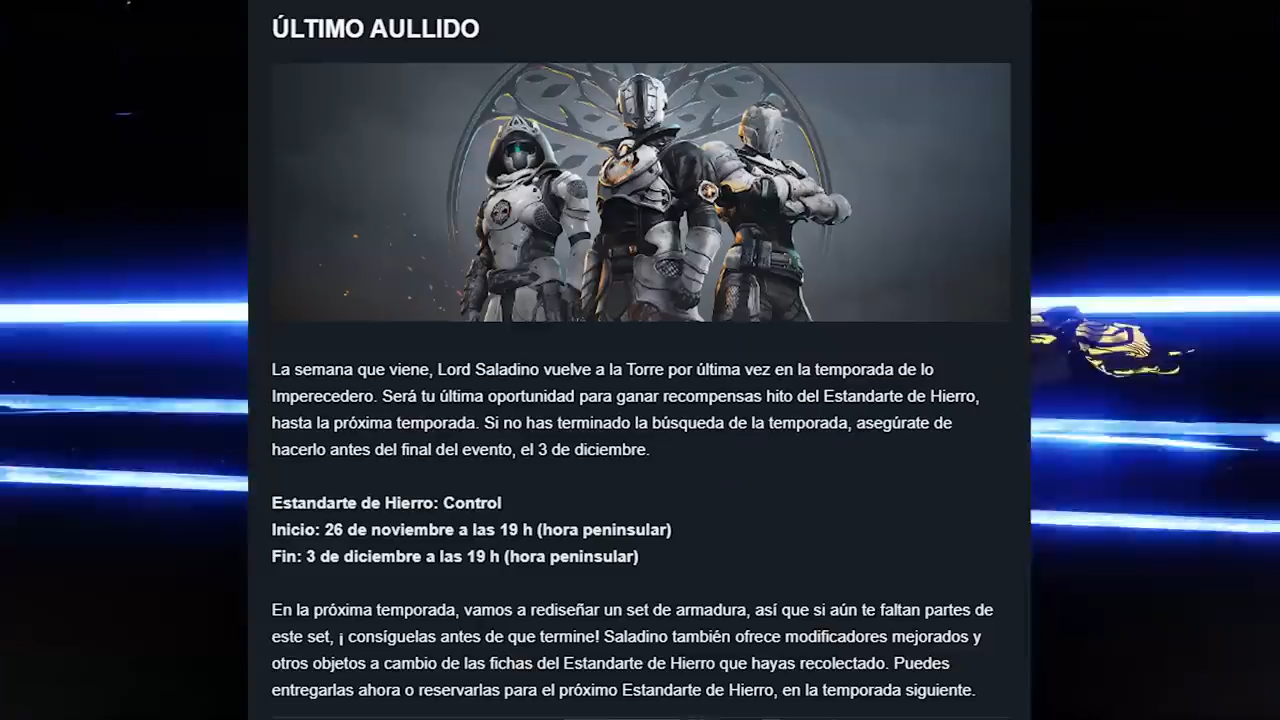 ÚLTIMO AULLIDO
La semana que viene, Lord Saladino vuelve a la Torre por última vez en la temporada de lo
Imperecedero. Será tu última oportunidad para ganar recompensas hito del Estandarte de Hierro,
hasta la próxima temporada. Si no has terminado la búsqueda de la temporada, asegúrate de
hacerlo antes del final del evento, el 3 de diciembre.
Estandarte de Hierro: Control
Inicio: 26 de noviembre a las 19 h (hora peninsular)
Fin: 3 de diciembre a las 19 h (hora peninsular)
En la próxima temporada, vamos a rediseñar un set de armadura, así que si aún te faltan partes de
este set, ¡ consíguelas antes de que termine! Saladino también ofrece modificadores mejorados y
otros objetos a cambio de las fichas del Estandarte de Hierro que hayas recolectado. Puedes
entregarlas ahora o reservarlas para el próximo Estandarte de Hierro, en la temporada siguiente.